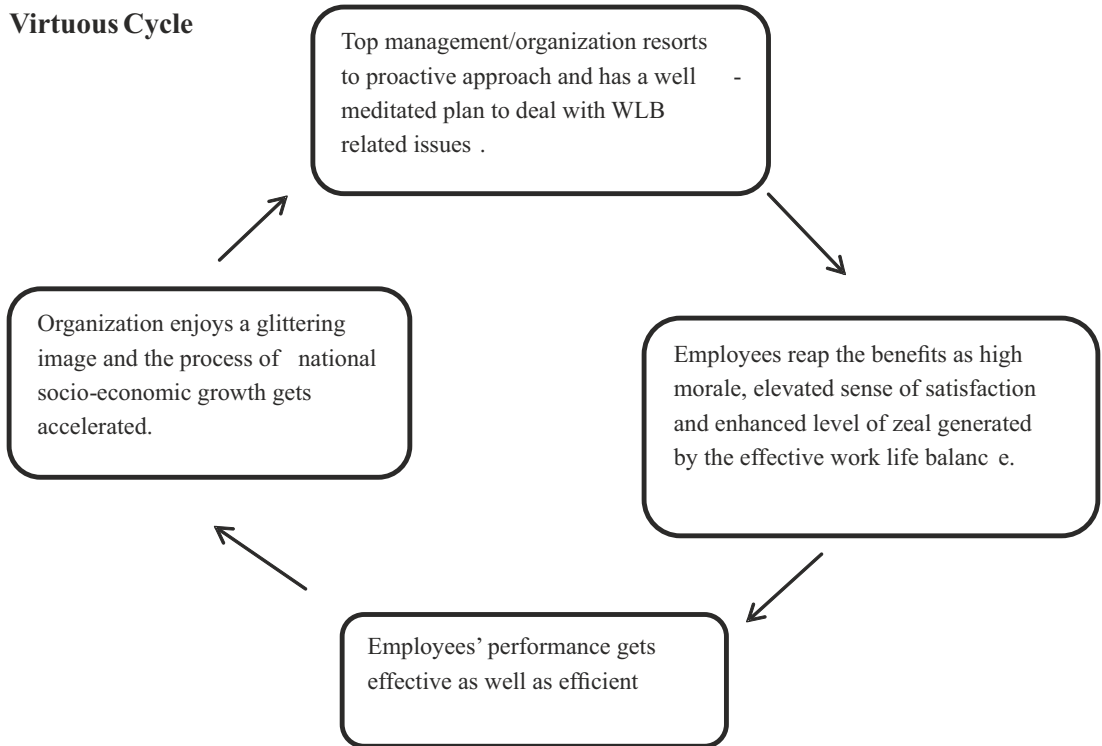 Virtuous Cycle
Top management/organization resorts
to proactive approach and has a well -
meditated plan to deal with WLB
related issues .
Employees reap the benefits as high
morale, elevated sense of satisfaction
and enhanced level of zeal generated
by the effective work life balanc e.
Employees’ performance gets
effective as well as efficient
Organization enjoys a glittering
image and the process of national
socio-economic growth gets
accelerated.